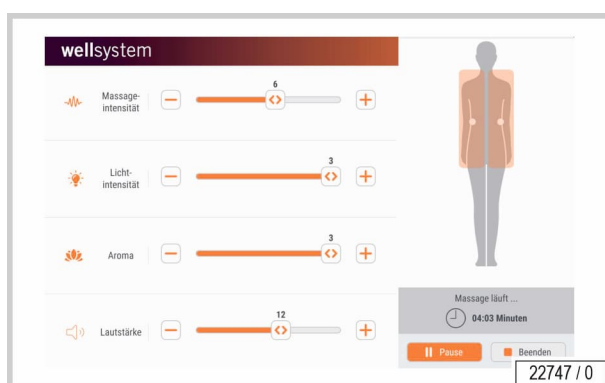 wellsystem
6
Massage-
intensität
3
Licht-
intensität
3
Aroma
12
Lautstärke
Massage läuft ...
04:03 Minuten
Pause
Beenden
22747 / 0